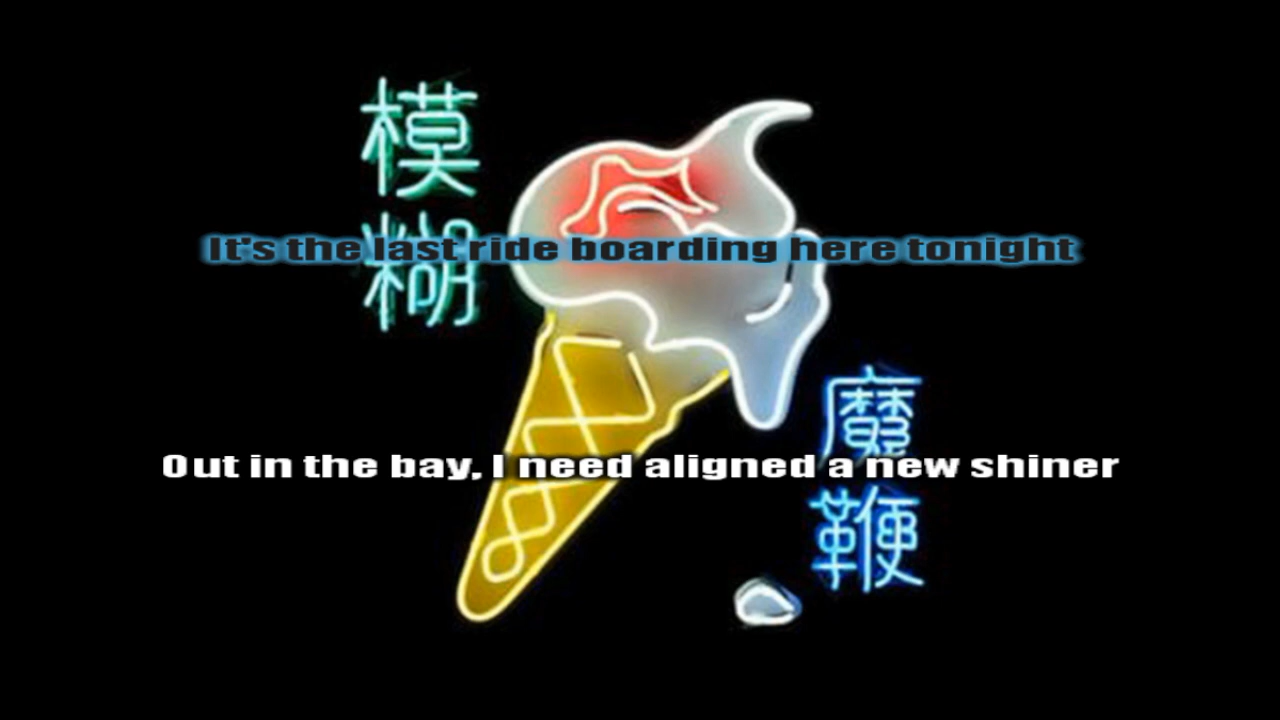 模糊
It's the last ride boarding here tonight
Out in the bay, I need aligned a new shiner
魔鞭